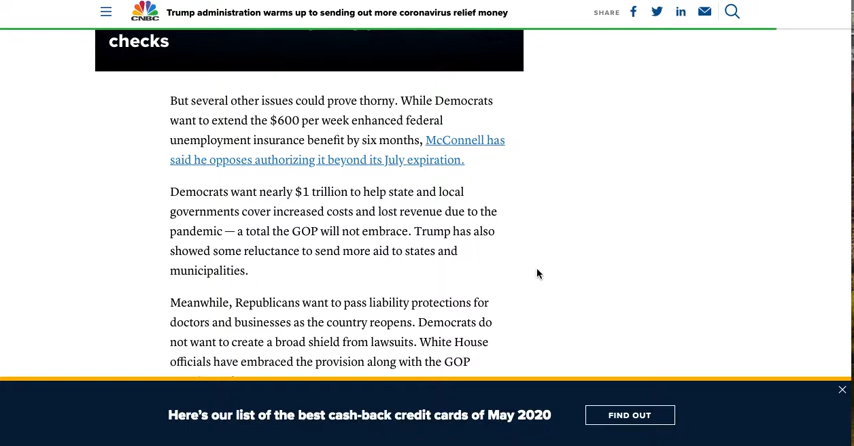 CNBC
Trump administration warms up to sending out more coronavirus relief money
SHARE
checks
But several other issues could prove thorny. While Democrats
want to extend the $600 per week enhanced federal
unemployment insurance benefit by six months, McConnell has
said he opposes authorizing it beyond its July expiration.
Democrats want nearly $1 trillion to help state and local
governments cover increased costs and lost revenue due to the
pandemic — a total the GOP will not embrace. Trump has also
showed some reluctance to send more aid to states and
municipalities.
Meanwhile, Republicans want to pass liability protections for
doctors and businesses as the country reopens. Democrats do
not want to create a broad shield from lawsuits. White House
officials have embraced the provision along with the GOP
Here's our list of the best cash-back credit cards of May 2020
FIND OUT